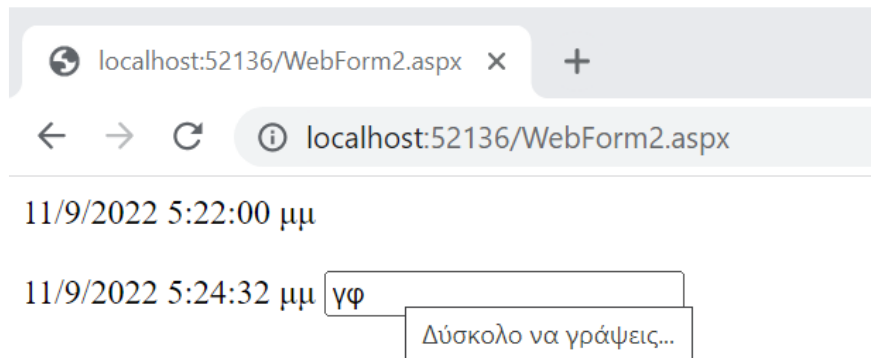 localhost:52136/WebForm2.aspx
localhost:52136/WebForm2.aspx
11/9/2022 5:22:00 μμ
11/9/2022 5:24:32 μμ γφ
Δύσκολο να γράψεις...